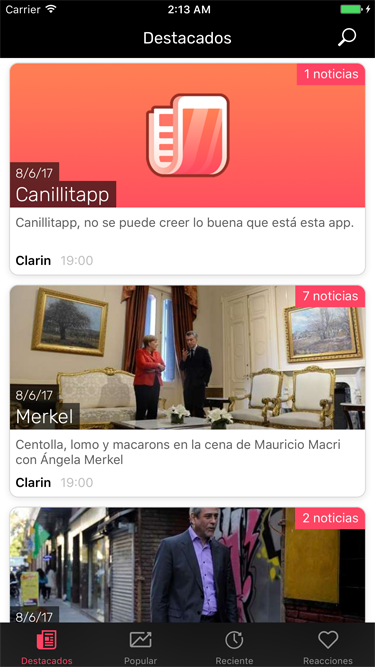 Carrier 2:13 AM
Destacados
1 noticias
8/6/17
Canillitapp
Canillitapp, no se puede creer lo buena que está esta app.
Clarin 19:00
7 noticias
8/6/17
Merkel
Centolla, lomo y macarons en la cena de Mauricio Macri
con Ángela Merkel
Clarin 19:00
2 noticias
8/6/17
Destacados Popular Reciente Reacciones